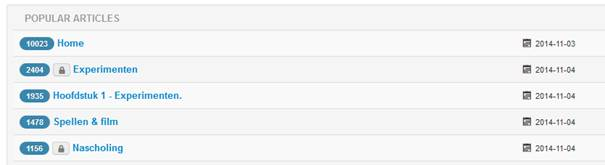 POPULAR ARTICLES
10023 Home 2014-11-03
2404 Experimenten 2014-11-04
1935 Hoofdstuk 1 - Experimenten. 2014-11-04
1478 Spellen & film 2014-11-04
1156 Nascholing 2014-11-04